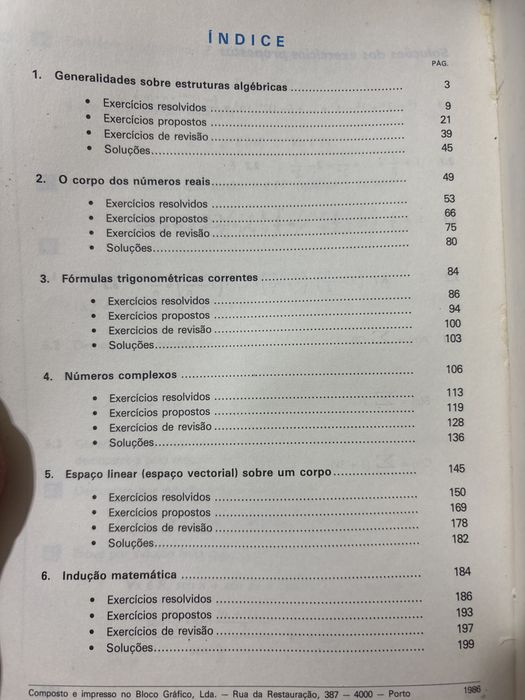 ÍNDICE
PÁG.
1. Generalidades sobre estruturas algébricas .............................. 3
• Exercícios resolvidos .............................. 9
• Exercícios propostos .............................. 21
• Exercícios de revisão .............................. 39
• Soluções.............................. 45
2. O corpo dos números reais.............................. 49
• Exercícios resolvidos .............................. 53
• Exercícios propostos .............................. 66
• Exercícios de revisão .............................. 75
• Soluções.............................. 80
3. Fórmulas trigonométricas correntes .............................. 84
• Exercícios resolvidos .............................. 86
• Exercícios propostos .............................. 94
• Exercícios de revisão .............................. 100
• Soluções.............................. 103
4. Números complexos .............................. 106
• Exercícios resolvidos .............................. 113
• Exercícios propostos .............................. 119
• Exercícios de revisão .............................. 128
• Soluções.............................. 136
5. Espaço linear (espaço vectorial) sobre um corpo.................... 145
• Exercícios resolvidos .............................. 150
• Exercícios propostos .............................. 169
• Exercícios de revisão .............................. 178
• Soluções.............................. 182
6. Indução matemática .............................. 184
• Exercícios resolvidos .............................. 186
• Exercícios propostos .............................. 193
• Exercícios de revisão .............................. 197
• Soluções.............................. 199
Composto e impresso no Bloco Gráfico, Lda. — Rua da Restauração, 387 — 4000 — Porto 1986